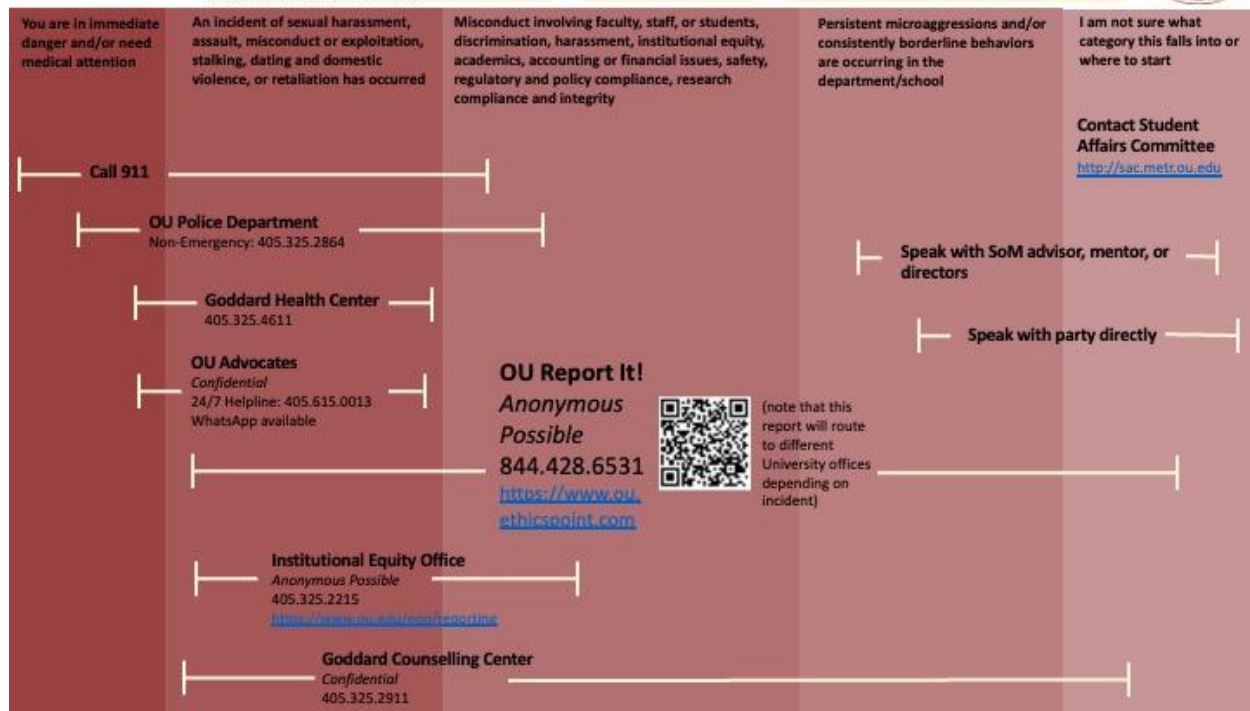 You are in immediate
danger and/or need
medical attention
An incident of sexual harassment,
assault, misconduct or exploitation,
stalking, dating and domestic
violence, or retaliation has occurred
Misconduct involving faculty, staff, or students,
discrimination, harassment, institutional equity,
academics, accounting or financial issues, safety,
regulatory and policy compliance, research
compliance and integrity
Persistent microaggressions and/or
consistently borderline behaviors
are occurring in the
department/school
I am not sure what
category this falls into or
where to start
Contact Student
Affairs Committee
http://sac.metr.ou.edu
Call 911
OU Police Department
Non-Emergency: 405.325.2864
Speak with SoM advisor, mentor, or
directors
Goddard Health Center
405.325.4611
Speak with party directly
OU Advocates
Confidential
24/7 Helpline: 405.615.0013
WhatsApp available
OU Report It!
Anonymous
Possible
844.428.6531
https://www.ou.
ethicspoint.com
(note that this
report will route
to different
University offices
depending on
incident)
Institutional Equity Office
Anonymous Possible
405.325.2215
https://www.ou.edu/eoo/reporting
Goddard Counselling Center
Confidential
405.325.2911